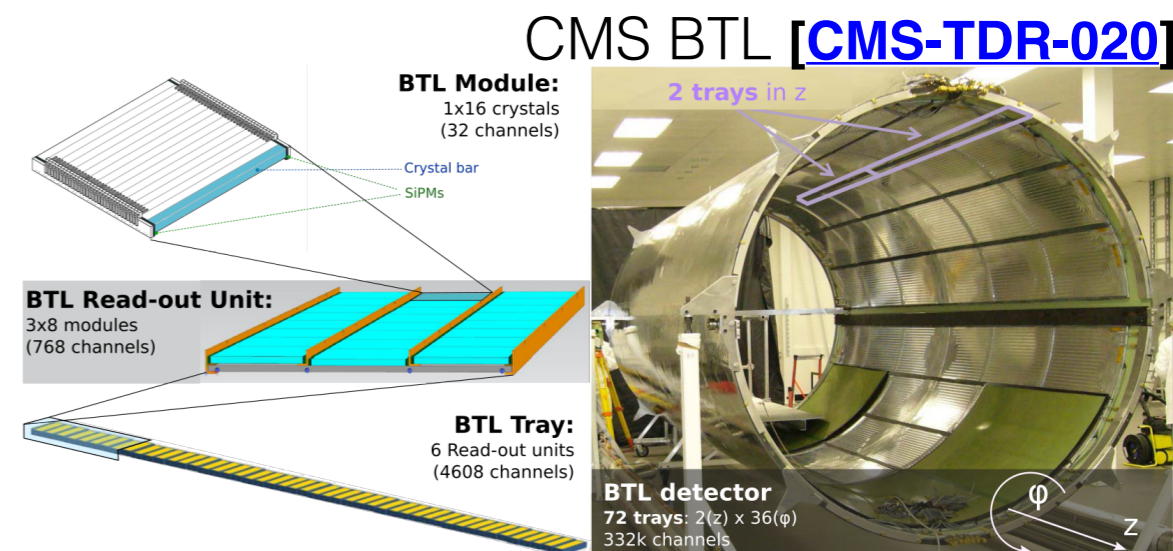 CMS BTL [CMS-TDR-020]
BTL Module:
1x16 crystals
(32 channels)
Crystal bar
SiPMs
BTL Read-out Unit:
3x8 modules
(768 channels)
BTL Tray:
6 Read-out units
(4608 channels)
2 trays in z
BTL detector
72 trays: 2(z) x 36(φ)
332k channels
φ
z